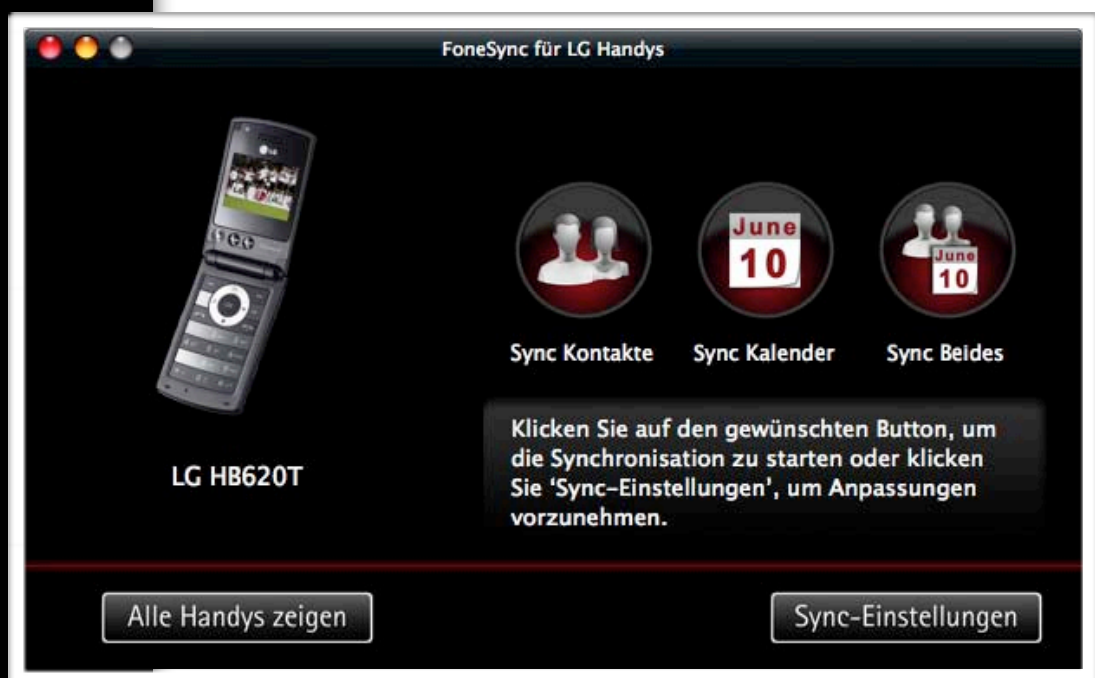 FoneSync für LG Handys
LG
June
10
June
10
Sync Kontakte
Sync Kalender
Sync Beides
Klicken Sie auf den gewünschten Button, um
die Synchronisation zu starten oder klicken
Sie ‘Sync-Einstellungen’, um Anpassungen
vorzunehmen.
LG HB620T
Alle Handys zeigen
Sync-Einstellungen